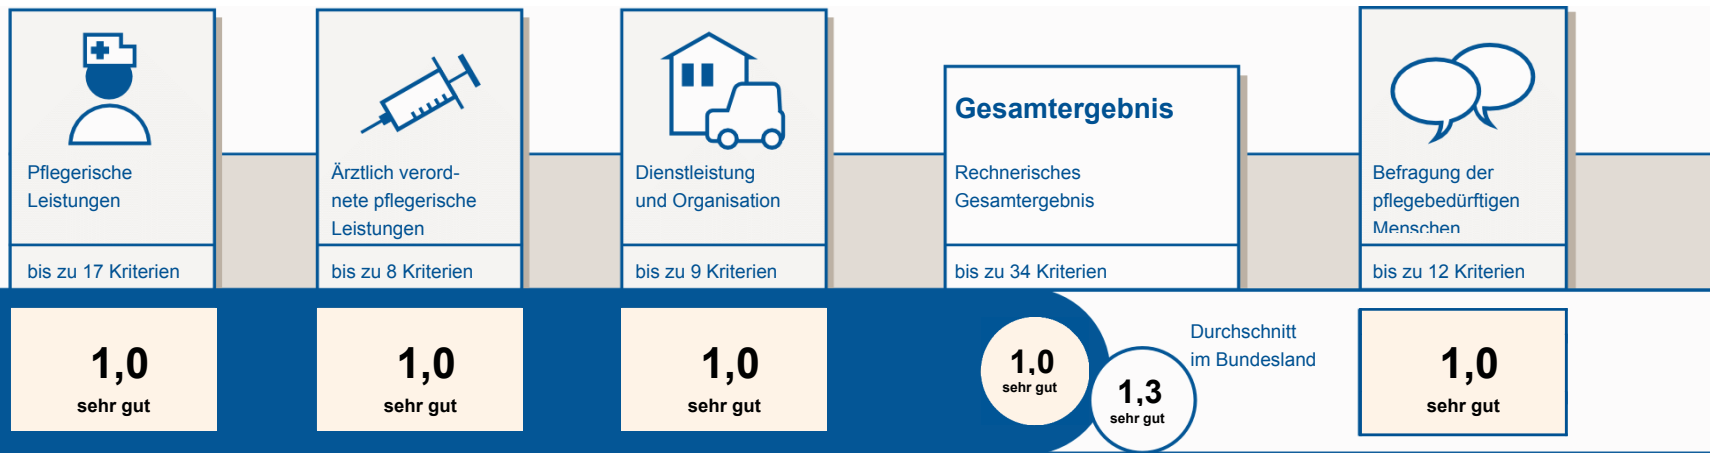 Pflegerische
Leistungen
bis zu 17 Kriterien
1,0
sehr gut
Ärztlich verord-
nete pflegerische
Leistungen
bis zu 8 Kriterien
1,0
sehr gut
Dienstleistung
und Organisation
bis zu 9 Kriterien
1,0
sehr gut
Gesamtergebnis
Rechnerisches
Gesamtergebnis
bis zu 34 Kriterien
1,0
sehr gut
1,3
sehr gut
Durchschnitt
im Bundesland
Befragung der
pflegebedürftigen
Menschen
bis zu 12 Kriterien
1,0
sehr gut